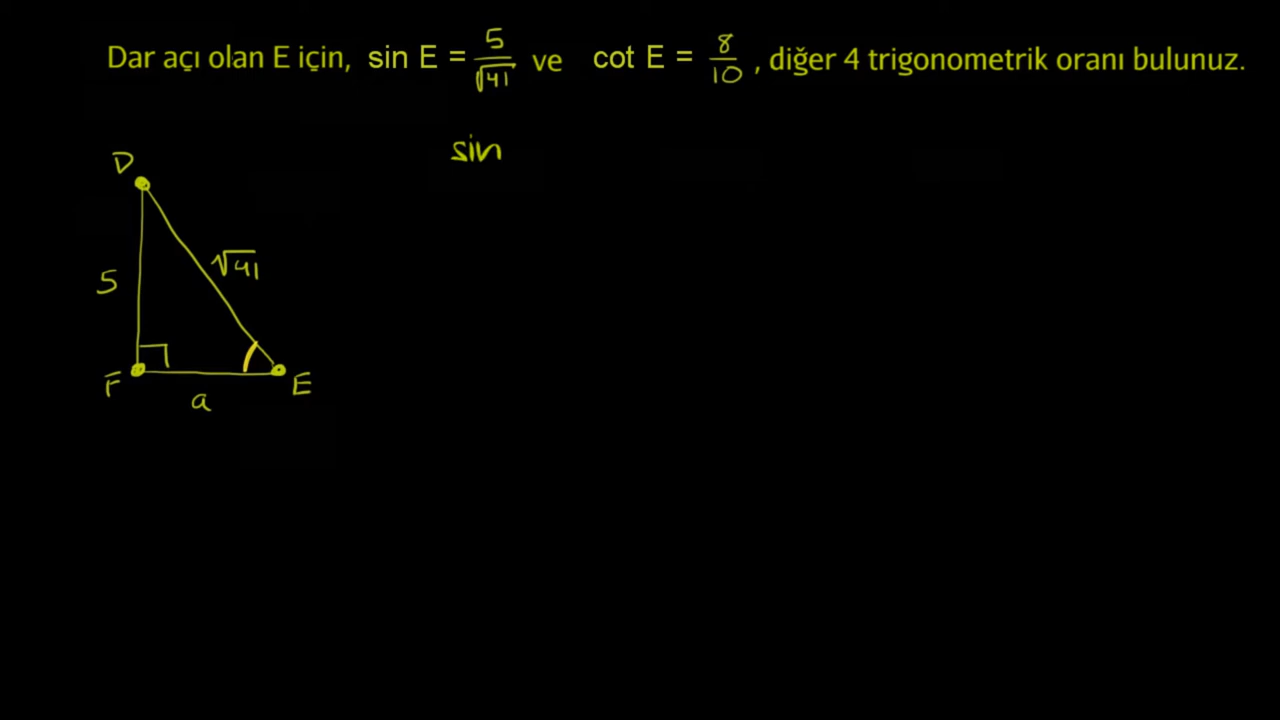 Dar açı olan E için, sin E = 5/√41 ve cot E = 8/10, diğer 4 trigonometrik oranı bulunuz.
sin
D
5
√41
F
E
a